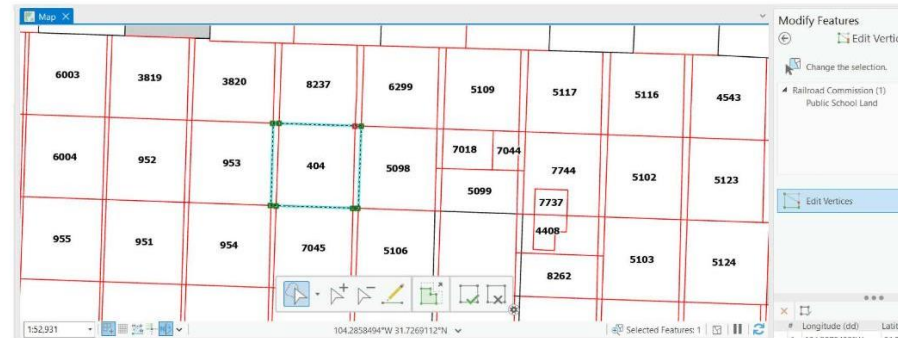 Map
Modify Features
Edit Vertic
Change the selection.
Railroad Commission (1)
Public School Land
Edit Vertices
6003 3819 3820 8237 6299 5109 5117 5116 4543
6004 952 953 404 5098 7018 7044 7744 5102 5123
5099 7737
955 951 954 7045 5106 4408 5103 5124
8262
1:52,931
104.2858494°W 31.7269112°N
Selected Features: 1
# Longitude (dd) Latit